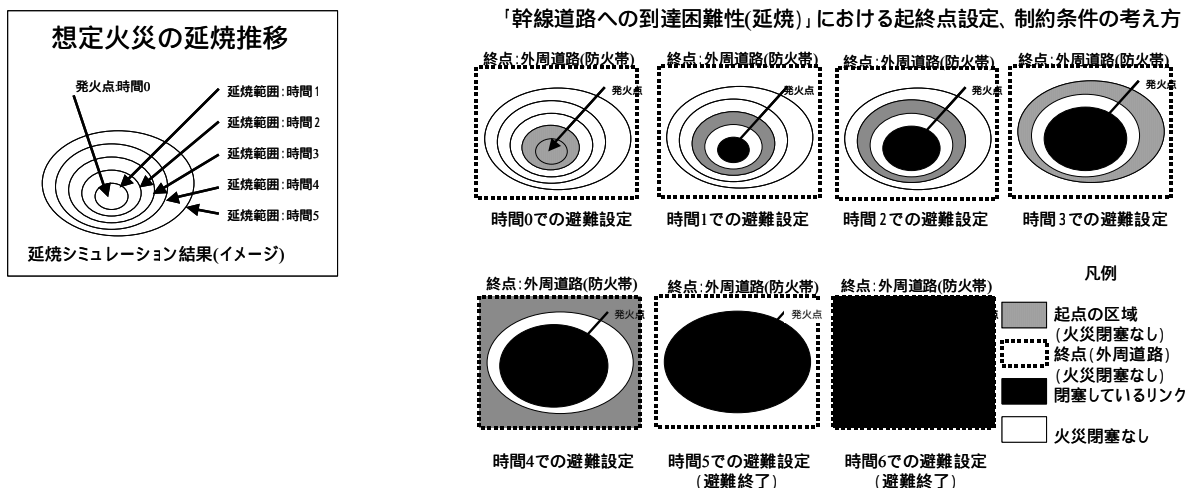 想定火災の延焼推移
発火点:時間0
延焼範囲:時間1
延焼範囲:時間2
延焼範囲:時間3
延焼範囲:時間4
延焼範囲:時間5
延焼シミュレーション結果(イメージ)
「幹線道路への到達困難性(延焼)」における起終点設定、制約条件の考え方
終点:外周道路(防火帯)
発火点
時間0での避難設定
終点:外周道路(防火帯)
発火点
時間1での避難設定
終点:外周道路(防火帯)
発火点
時間2での避難設定
終点:外周道路(防火帯)
発火点
時間3での避難設定
終点:外周道路(防火帯)
発火点
時間4での避難設定
終点:外周道路(防火帯)
発火点
時間5での避難設定
(避難終了)
終点:外周道路(防火帯)
時間6での避難設定
(避難終了)
凡例
起点の区域
(火災閉塞なし)
終点(外周道路)
(火災閉塞なし)
閉塞しているリンク
火災閉塞なし